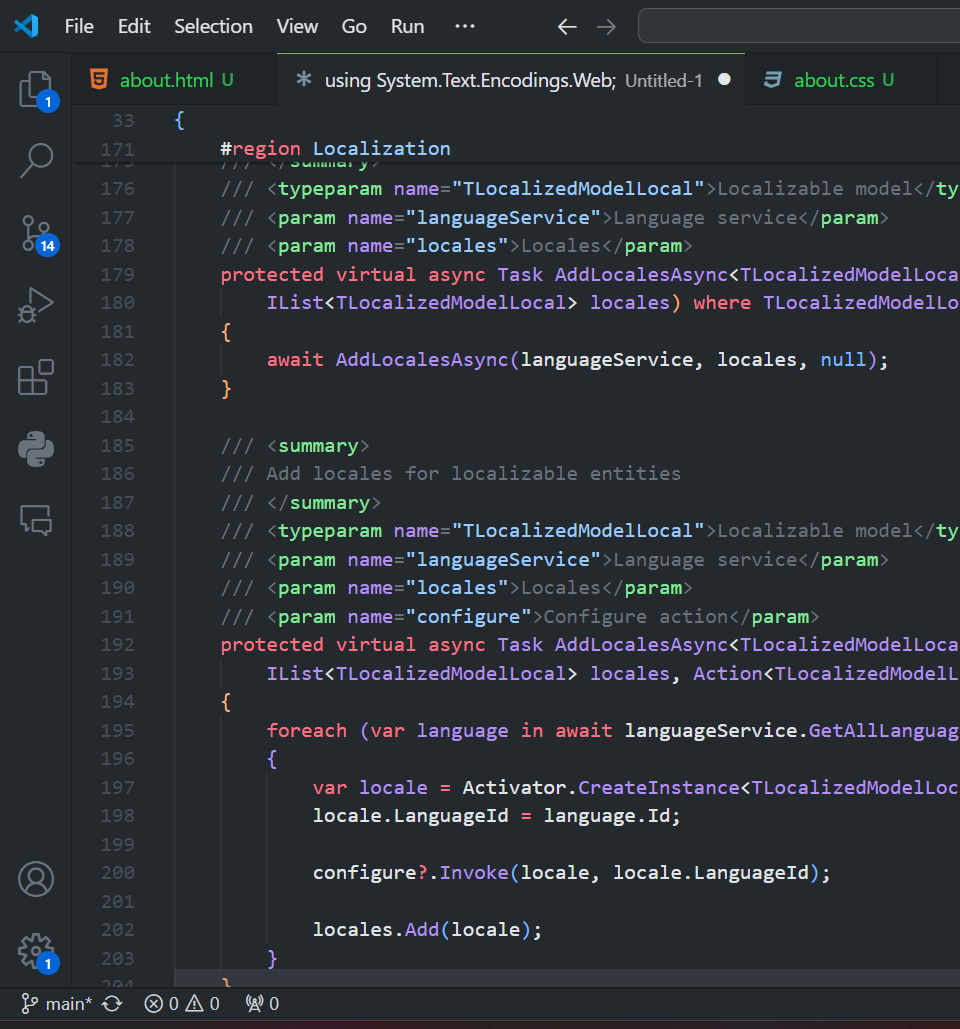 File Edit Selection View Go Run ···
about.html U
using System.Text.Encodings.Web; Untitled-1
about.css U
1
14
1
33 {
171 #region Localization
175 /// </summary>
176 /// <typeparam name="TLocalizedModelLocal">Localizable model</ty
177 /// <param name="languageService">Language service</param>
178 /// <param name="locales">Locales</param>
179 protected virtual async Task AddLocalesAsync<TLocalizedModelLoca
180 IList<TLocalizedModelLocal> locales) where TLocalizedModelLo
181 {
182 await AddLocalesAsync(languageService, locales, null);
183 }
184
185 /// <summary>
186 /// Add locales for localizable entities
187 /// </summary>
188 /// <typeparam name="TLocalizedModelLocal">Localizable model</ty
189 /// <param name="languageService">Language service</param>
190 /// <param name="locales">Locales</param>
191 /// <param name="configure">Configure action</param>
192 protected virtual async Task AddLocalesAsync<TLocalizedModelLoca
193 IList<TLocalizedModelLocal> locales, Action<TLocalizedModelL
194 {
195 foreach (var language in await languageService.GetAllLanguag
196 {
197 var locale = Activator.CreateInstance<TLocalizedModelLoc
198 locale.LanguageId = language.Id;
199
200 configure?.Invoke(locale, locale.LanguageId);
201
202 locales.Add(locale);
203 }
204 }
main* 0 0 0